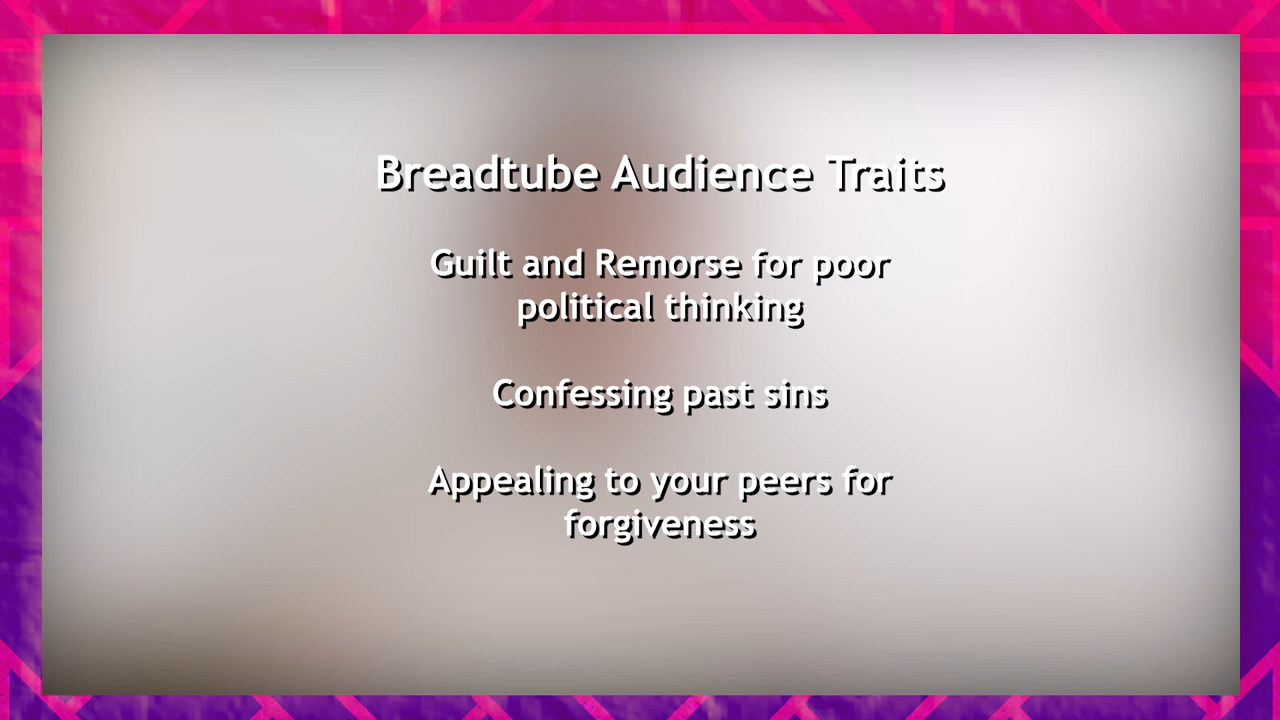 Breadtube Audience Traits
Guilt and Remorse for poor
political thinking
Confessing past sins
Appealing to your peers for
forgiveness